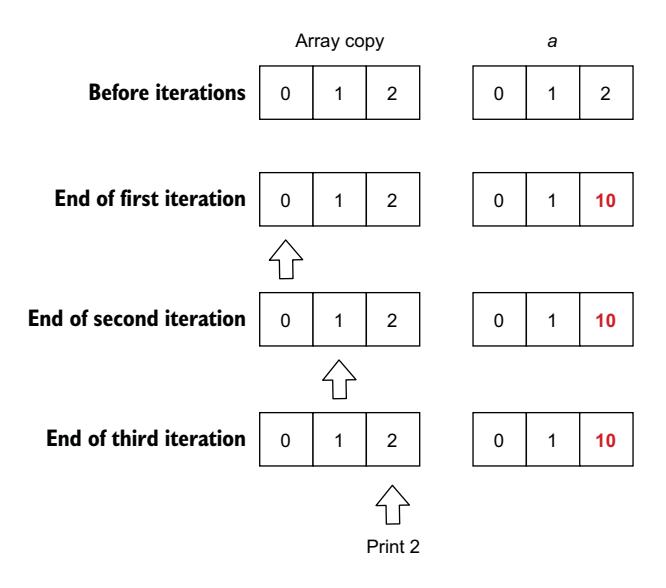 Array copy a
Before iterations 0 1 2 0 1 2
End of first iteration 0 1 2 0 1 10
End of second iteration 0 1 2 0 1 10
End of third iteration 0 1 2 0 1 10
Print 2